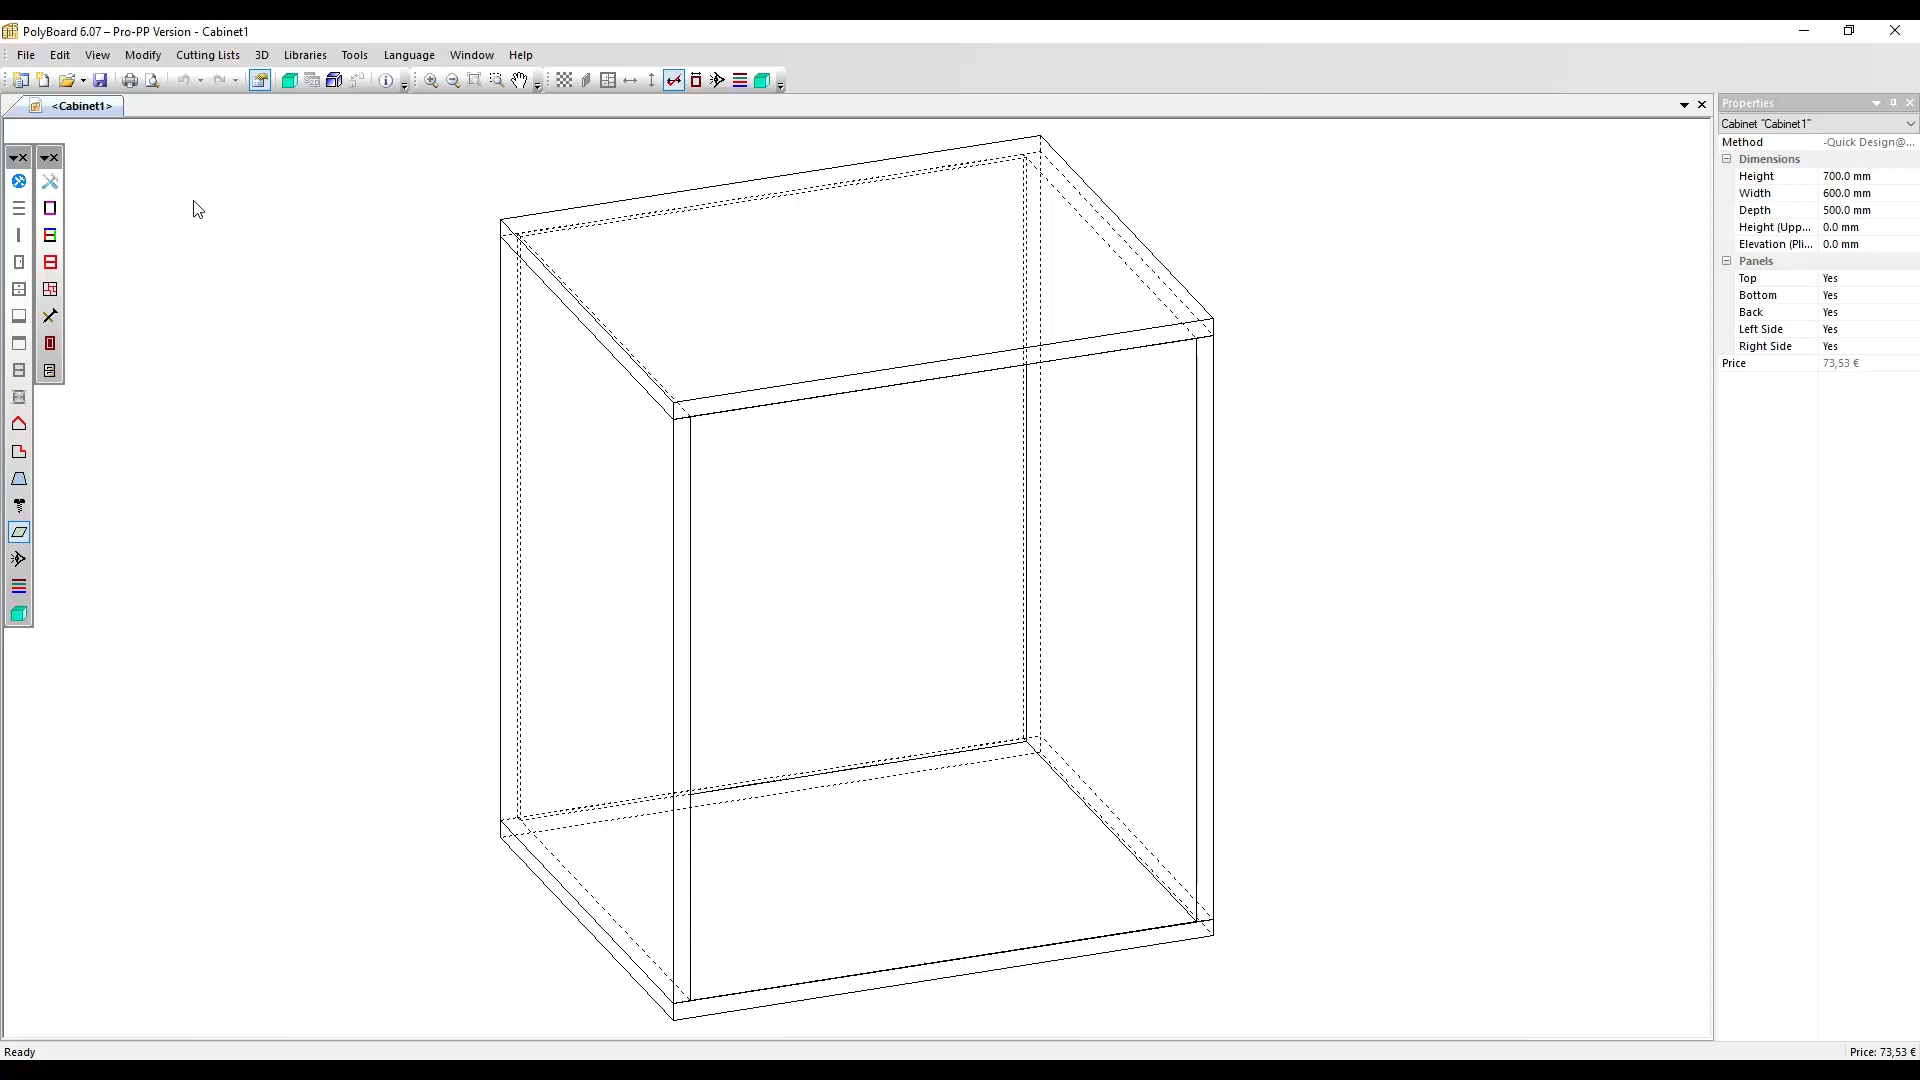 PolyBoard 6.07 – Pro-PP Version - Cabinet1
File Edit View Modify Cutting Lists 3D Libraries Tools Language Window Help
<Cabinet1>
Properties
Cabinet "Cabinet1"
Method -Quick Design@...
Dimensions
Height 700.0 mm
Width 600.0 mm
Depth 500.0 mm
Height (Upp... 0.0 mm
Elevation (Pli... 0.0 mm
Panels
Top Yes
Bottom Yes
Back Yes
Left Side Yes
Right Side Yes
Price 73,53 €
Ready Price: 73,53 €